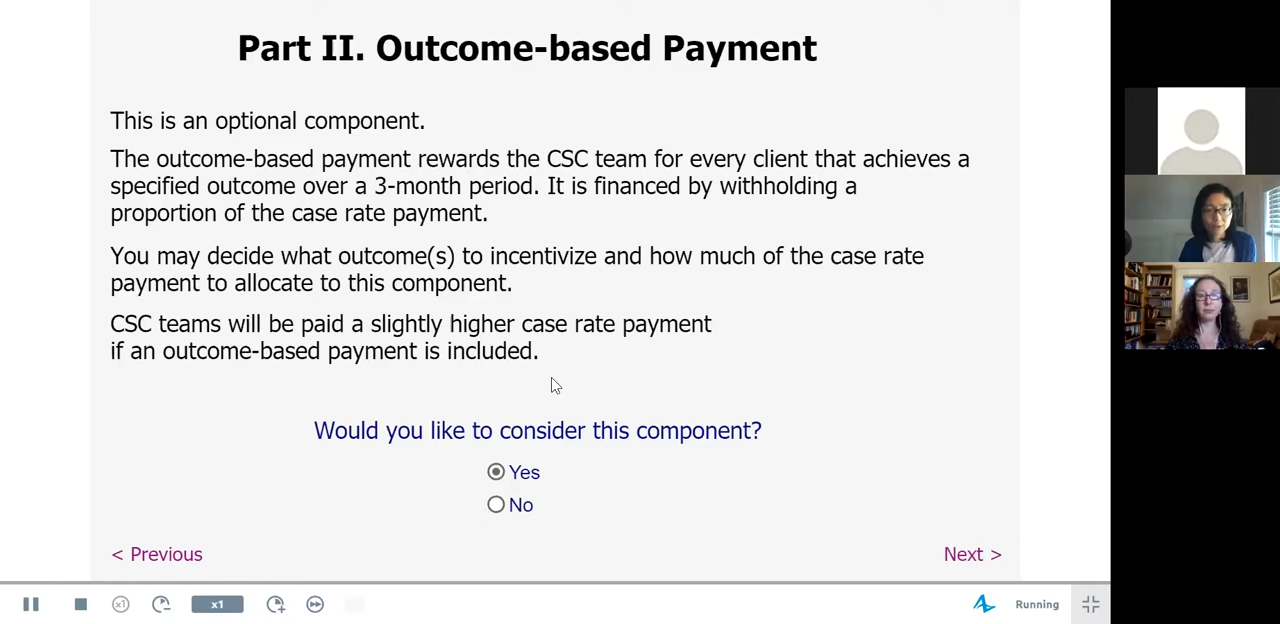 Part II. Outcome-based Payment
This is an optional component.
The outcome-based payment rewards the CSC team for every client that achieves a
specified outcome over a 3-month period. It is financed by withholding a
proportion of the case rate payment.
You may decide what outcome(s) to incentivize and how much of the case rate
payment to allocate to this component.
CSC teams will be paid a slightly higher case rate payment
if an outcome-based payment is included.
Would you like to consider this component?
Yes
No
< Previous
Next >
x1
x1
Running